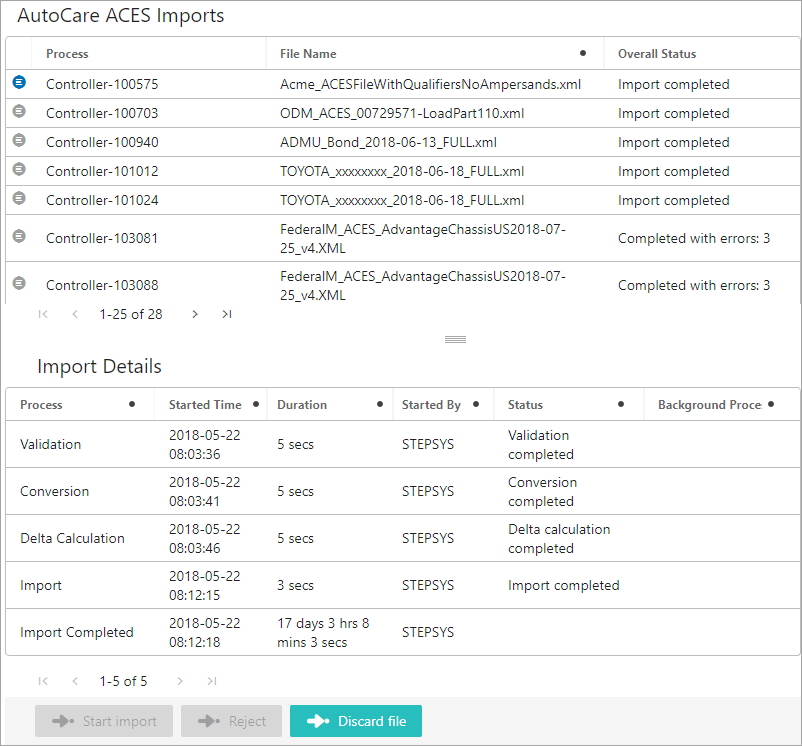 AutoCare ACES Imports
Process File Name Overall Status
Controller-100575 Acme_ACESFileWithQualifiersNoAmpersands.xml Import completed
Controller-100703 ODM_ACES_00729571-LoadPart110.xml Import completed
Controller-100940 ADMU_Bond_2018-06-13_FULL.xml Import completed
Controller-101012 TOYOTA_xxxxxxxx_2018-06-18_FULL.xml Import completed
Controller-101024 TOYOTA_xxxxxxxx_2018-06-18_FULL.xml Import completed
FederalM_ACES_AdvantageChassisUS2018-07-
Controller-103081 Completed with errors: 3
25_v4.XML
FederalM_ACES_AdvantageChassisUS2018-07-
Controller-103088 Completed with errors: 3
25_v4.XML
1-25 of 28
Import Details
Process Started Time Duration Started By Status Background Proce
2018-05-22 Validation
Validation 5 secs STEPSYS
08:03:36 completed
2018-05-22 Conversion
Conversion 5 secs STEPSYS
08:03:41 completed
2018-05-22 Delta calculation
Delta Calculation 5 secs STEPSYS
08:03:46 completed
2018-05-22
Import 3 secs STEPSYS Import completed
08:12:15
2018-05-22 17 days 3 hrs 8
Import Completed STEPSYS
08:12:18 mins 3 secs
1-5 of 5
Start import Reject Discard file